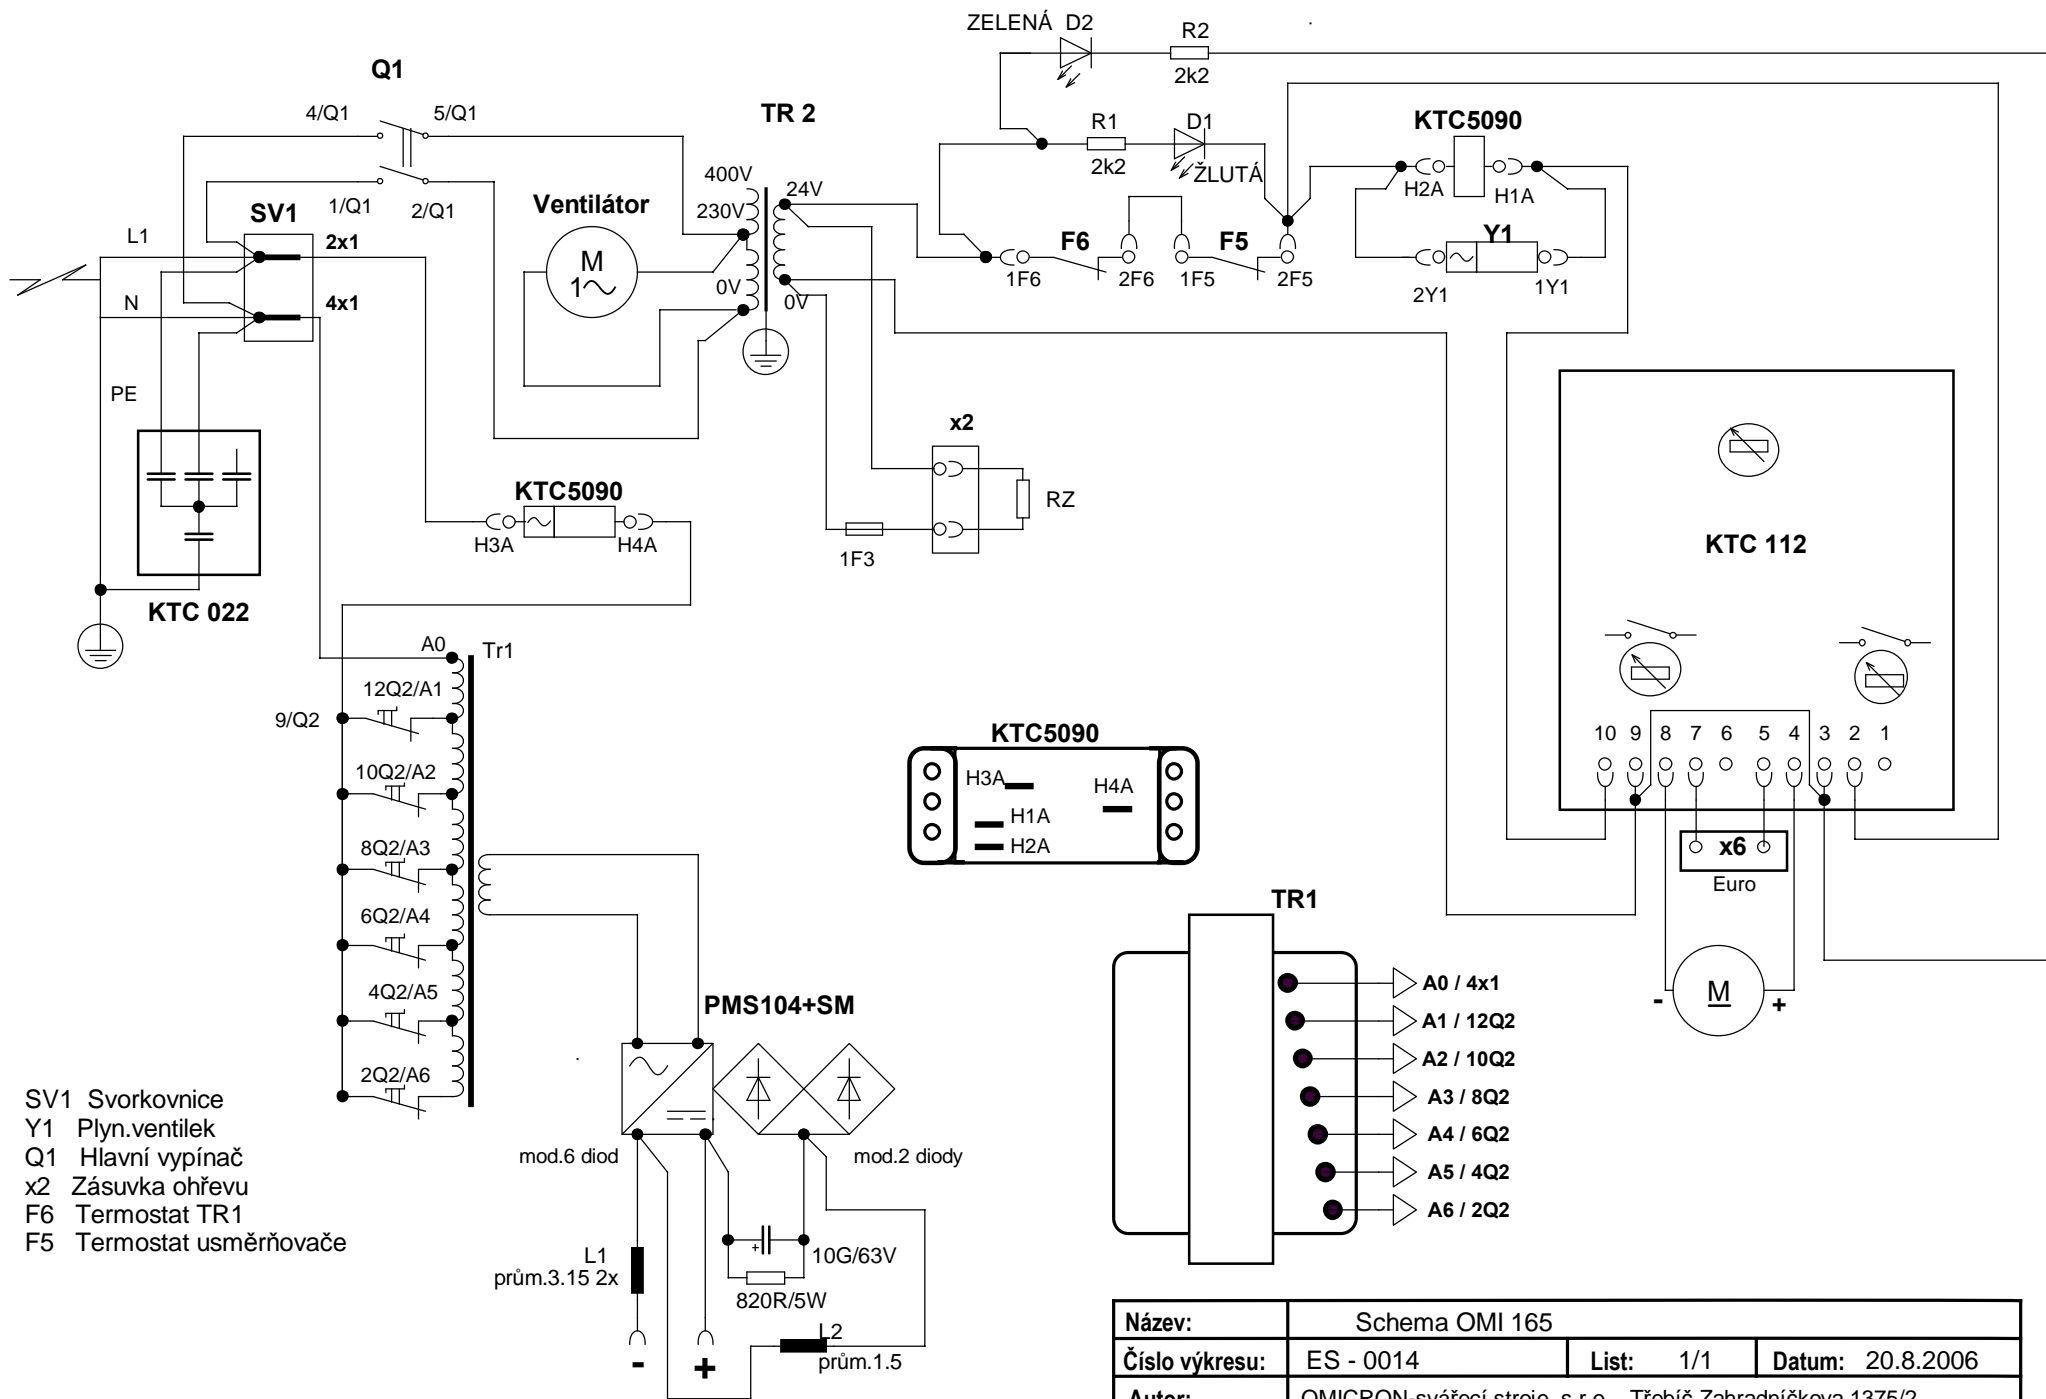 ZELENÁ D2
R2
2k2
Q1
4/Q1
5/Q1
TR 2
R1
2k2
D1
ŽLUTÁ
KTC5090
H2A
H1A
400V
24V
230V
0V
0V
Ventilátor
M
1
1/Q1
2/Q1
SV1
2x1
4x1
L1
N
PE
F6
F5
1F6
2F6
1F5
2F5
Y1
2Y1
1Y1
KTC 022
KTC5090
H3A
H4A
x2
RZ
1F3
KTC 112
10 9 8 7 6 5 4 3 2 1
x6
Euro
M
- +
A0
Tr1
9/Q2
12Q2/A1
10Q2/A2
8Q2/A3
6Q2/A4
4Q2/A5
2Q2/A6
KTC5090
H3A
H4A
H1A
H2A
TR1
A0 / 4x1
A1 / 12Q2
A2 / 10Q2
A3 / 8Q2
A4 / 6Q2
A5 / 4Q2
A6 / 2Q2
PMS104+SM
mod.6 diod
mod.2 diody
L1
prům.3.15 2x
+
10G/63V
820R/5W
L2
prům.1.5
- +
SV1 Svorkovnice
Y1 Plyn.ventilek
Q1 Hlavní vypínač
x2 Zásuvka ohřevu
F6 Termostat TR1
F5 Termostat usměrňovače
Název: Schema OMI 165
Číslo výkresu: ES - 0014 List: 1/1 Datum: 20.8.2006
Autor: OMICRON-svářecí stroje, s.r.o. Třebíč Zahradníčkova 1375/2